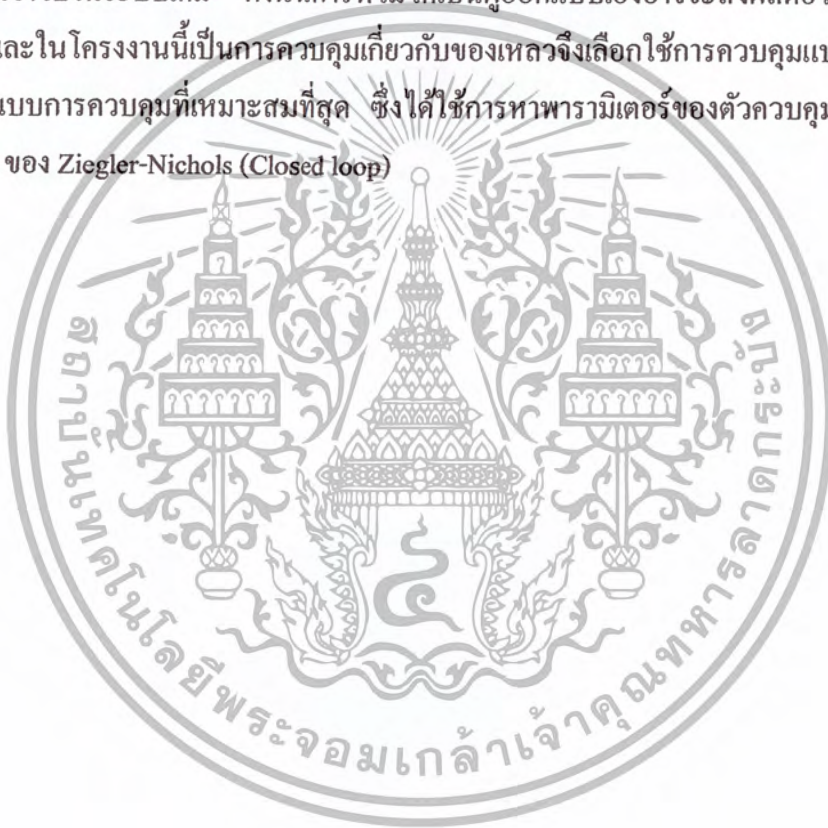 และในโครงงานนี้เป็นการควบคุมเกี่ยวกับของเหลวจึงเลือกใช้การควบคุมแบ
แบบการควบคุมที่เหมาะสมที่สุด ซึ่งได้ใช้การหาพารามิเตอร์ของตัวควบคุม
ของ Ziegler-Nichols (Closed loop)
สถาบันเทคโนโลยีพระจอมเกล้าเจ้าคุณทหารลาดกระบัง